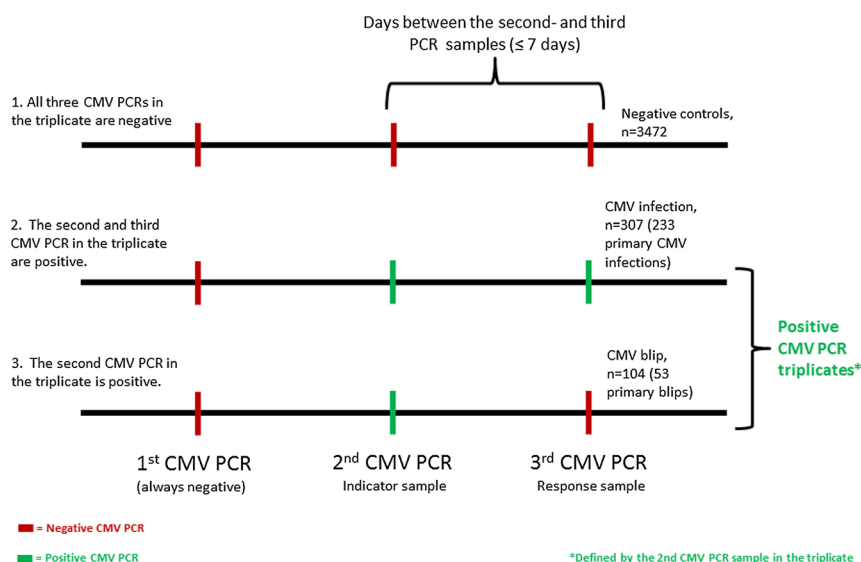 Days between the second- and third
PCR samples (≤ 7 days)
1. All three CMV PCRs in
the triplicate are negative
Negative controls,
n=3472
2. The second and third
CMV PCR in the triplicate
are positive.
CMV infection,
n=307 (233
primary CMV
infections)
Positive
CMV PCR
triplicates*
3. The second CMV PCR in
the triplicate is positive.
CMV blip,
n=104 (53
primary blips)
1st CMV PCR
(always negative)
2nd CMV PCR
Indicator sample
3rd CMV PCR
Response sample
= Negative CMV PCR
= Positive CMV PCR
*Defined by the 2nd CMV PCR sample in the triplicate